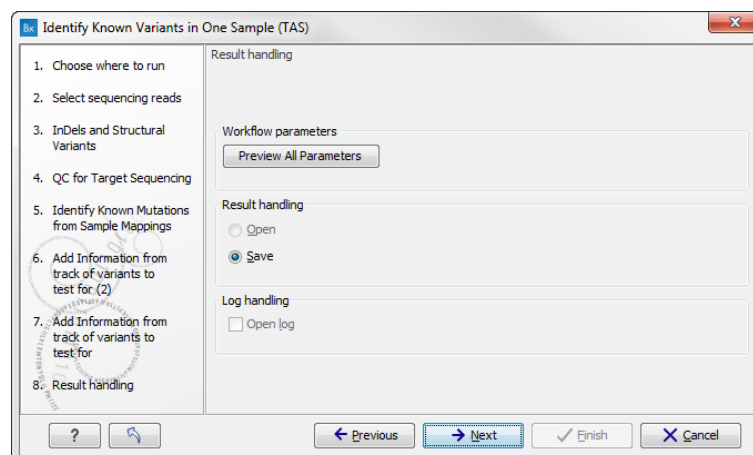 Bx Identify Known Variants in One Sample (TAS)
1. Choose where to run
2. Select sequencing reads
3. InDels and Structural
Variants
4. QC for Target Sequencing
5. Identify Known Mutations
from Sample Mappings
6. Add Information from
track of variants to
test for (2)
7. Add Information from
track of variants to
test for
8. Result handling
Result handling
Workflow parameters
Preview All Parameters
Result handling
Open
Save
Log handling
Open log
? Previous Next Finish Cancel